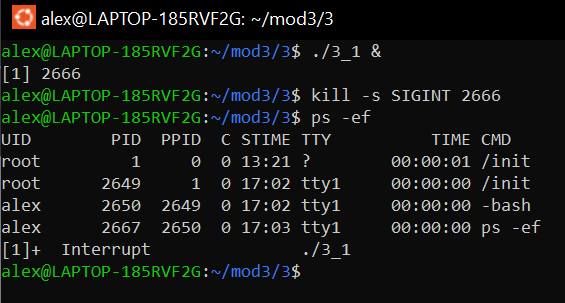 alex@LAPTOP-185RVF2G: ~/mod3/3
alex@LAPTOP-185RVF2G:~/mod3/3$ ./3_1 &
[1] 2666
alex@LAPTOP-185RVF2G:~/mod3/3$ kill -s SIGINT 2666
alex@LAPTOP-185RVF2G:~/mod3/3$ ps -ef
UID        PID  PPID  C STIME TTY          TIME CMD
root         1     0  0 13:21 ?        00:00:01 /init
root      2649     1  0 17:02 tty1     00:00:00 /init
alex      2650  2649  0 17:02 tty1     00:00:00 -bash
alex      2667  2650  0 17:03 tty1     00:00:00 ps -ef
[1]+  Interrupt               ./3_1
alex@LAPTOP-185RVF2G:~/mod3/3$